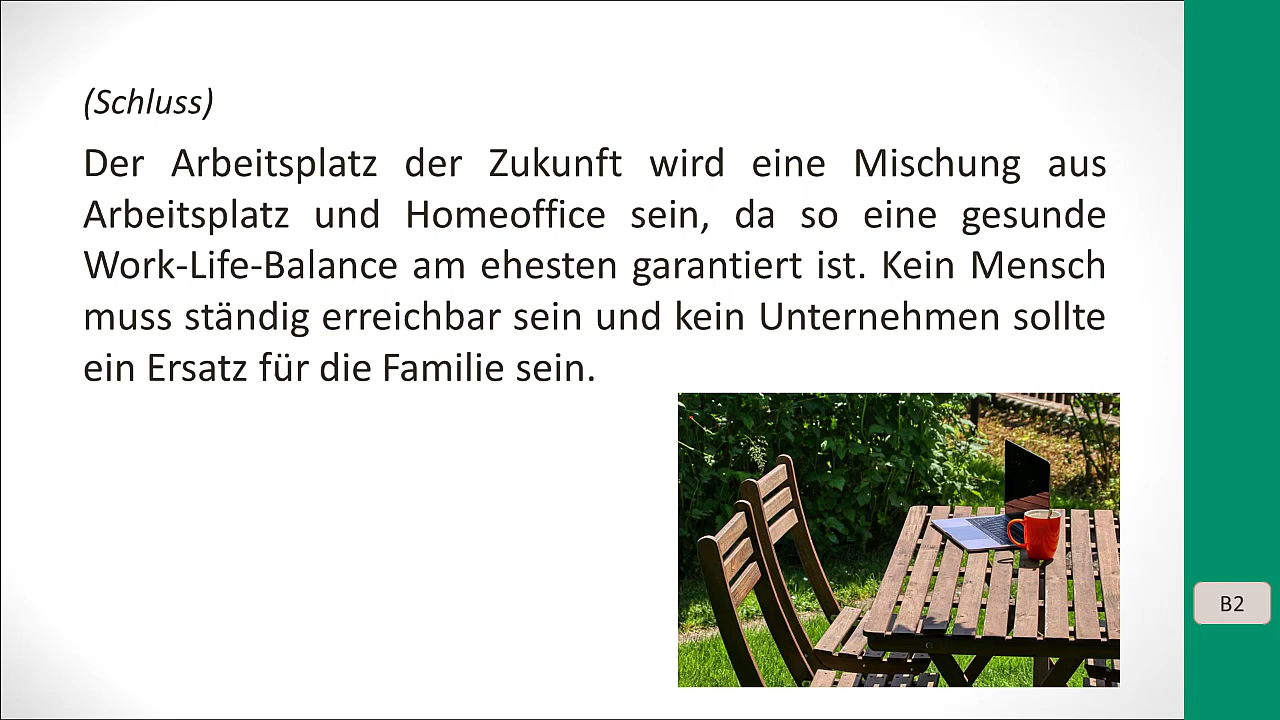 (Schluss)
Der Arbeitsplatz der Zukunft wird eine Mischung aus
Arbeitsplatz und Homeoffice sein, da so eine gesunde
Work-Life-Balance am ehesten garantiert ist. Kein Mensch
muss ständig erreichbar sein und kein Unternehmen sollte
ein Ersatz für die Familie sein.
B2